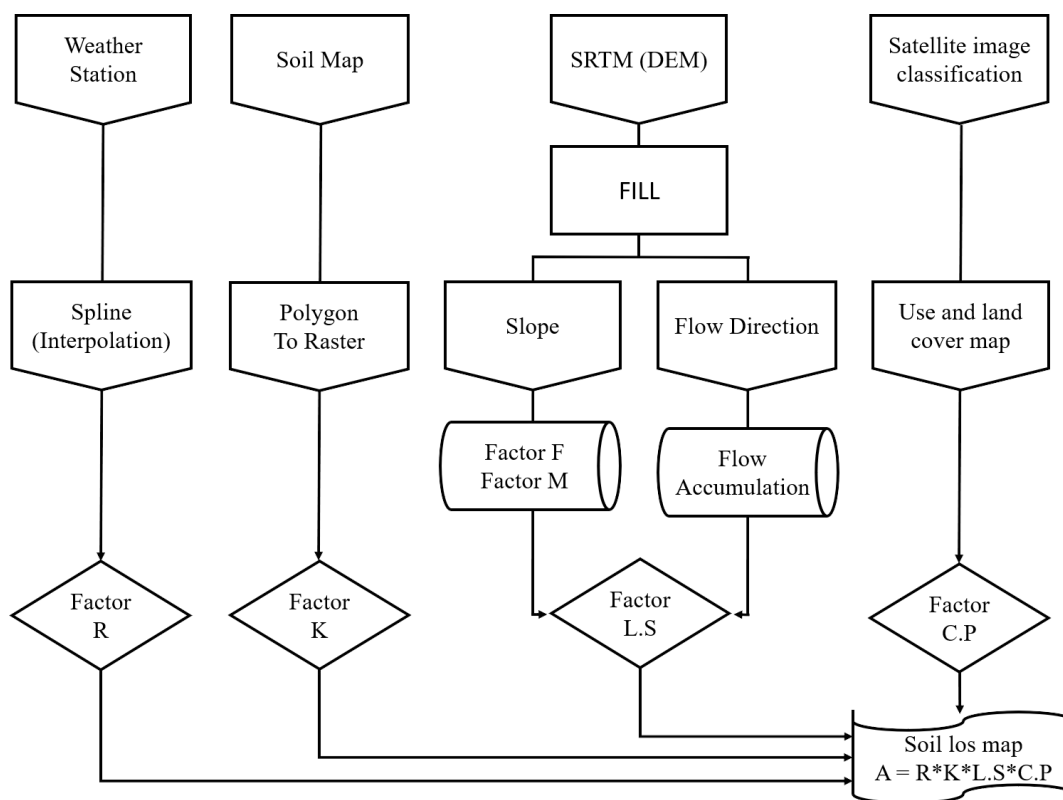 Weather
Station
Soil Map
SRTM (DEM)
Satellite image
classification
FILL
Spline
(Interpolation)
Polygon
To Raster
Slope
Flow Direction
Use and land
cover map
Factor F
Factor M
Flow
Accumulation
Factor
R
Factor
K
Factor
L.S
Factor
C.P
Soil los map
A = R*K*L.S*C.P